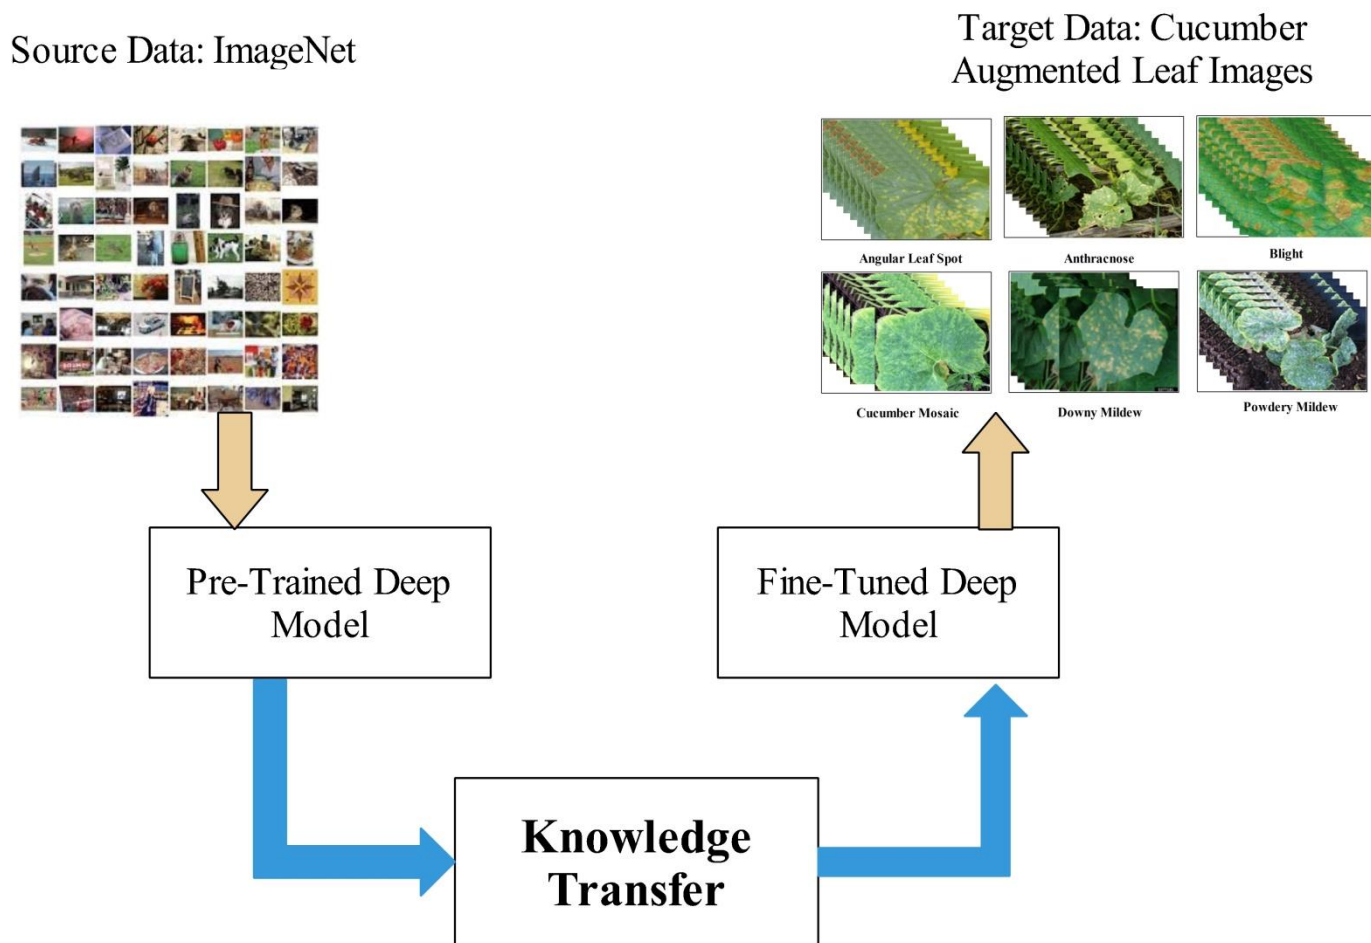 Source Data: ImageNet
Target Data: Cucumber
Augmented Leaf Images
Angular Leaf Spot
Anthracnose
Blight
Cucumber Mosaic
Downy Mildew
Powdery Mildew
Pre-Trained Deep
Model
Fine-Tuned Deep
Model
Knowledge
Transfer